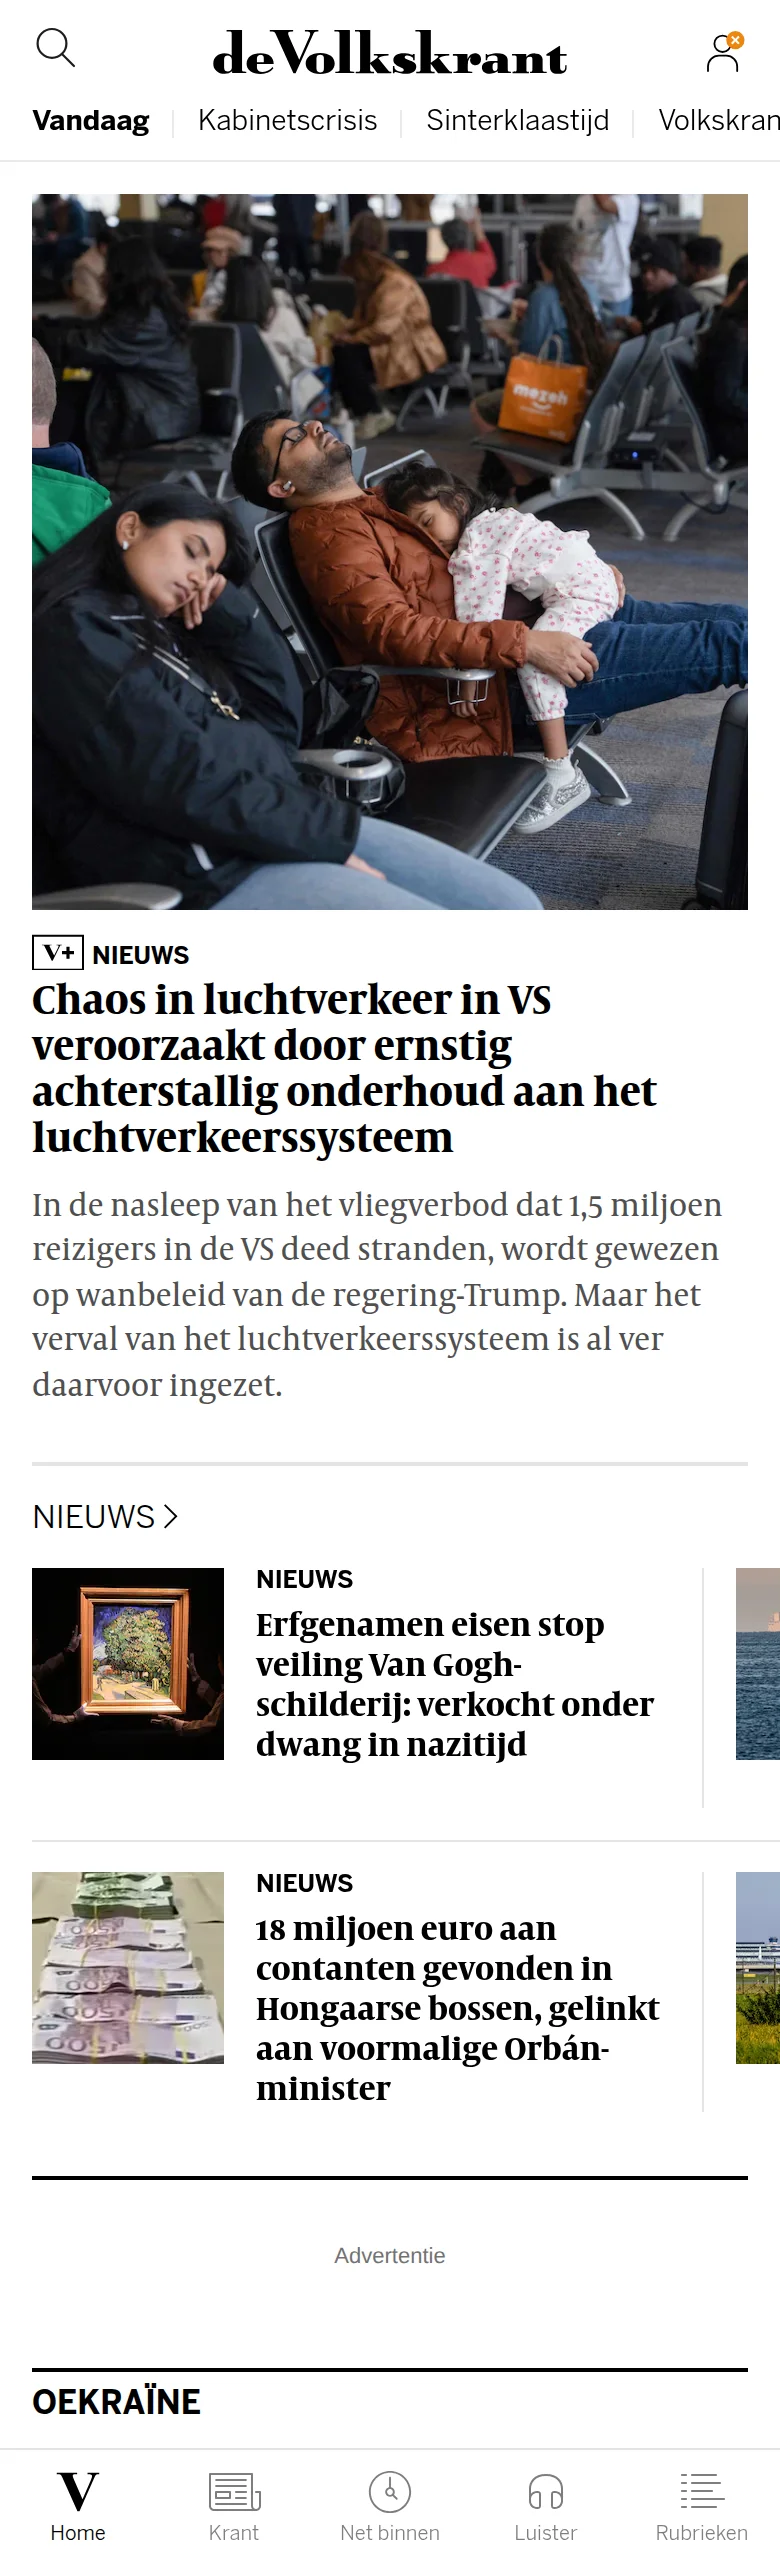 deVolkskrant
Vandaag
Kabinetscrisis
Sinterklaastijd
Volkskran
mezeh
V+ NIEUWS
Chaos in luchtverkeer in VS
veroorzaakt door ernstig
achterstallig onderhoud aan het
luchtverkeerssysteem
In de nasleep van het vliegverbod dat 1,5 miljoen
reizigers in de VS deed stranden, wordt gewezen
op wanbeleid van de regering-Trump. Maar het
verval van het luchtverkeerssysteem is al ver
daarvoor ingezet.
NIEUWS
NIEUWS
Erfgenamen eisen stop
veiling Van Gogh-
schilderij: verkocht onder
dwang in nazitijd
NIEUWS
18 miljoen euro aan
contanten gevonden in
Hongaarse bossen, gelinkt
aan voormalige Orbán-
minister
Advertentie
OEKRAÏNE
V
Home
Krant
Net binnen
Luister
Rubrieken